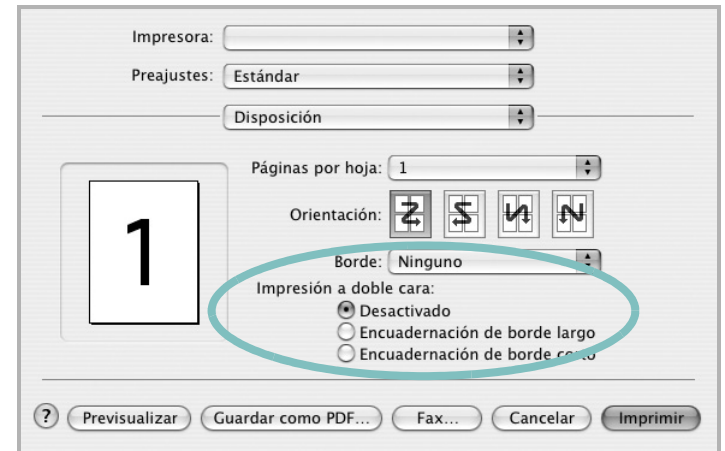 Impresora:
Preajustes: Estándar
Disposición
Páginas por hoja: 1
1
Orientación:
Borde: Ninguno
Impresión a doble cara:
Desactivado
Encuadernación de borde largo
Encuadernación de borde corto
? Previsualizar Guardar como PDF... Fax... Cancelar Imprimir